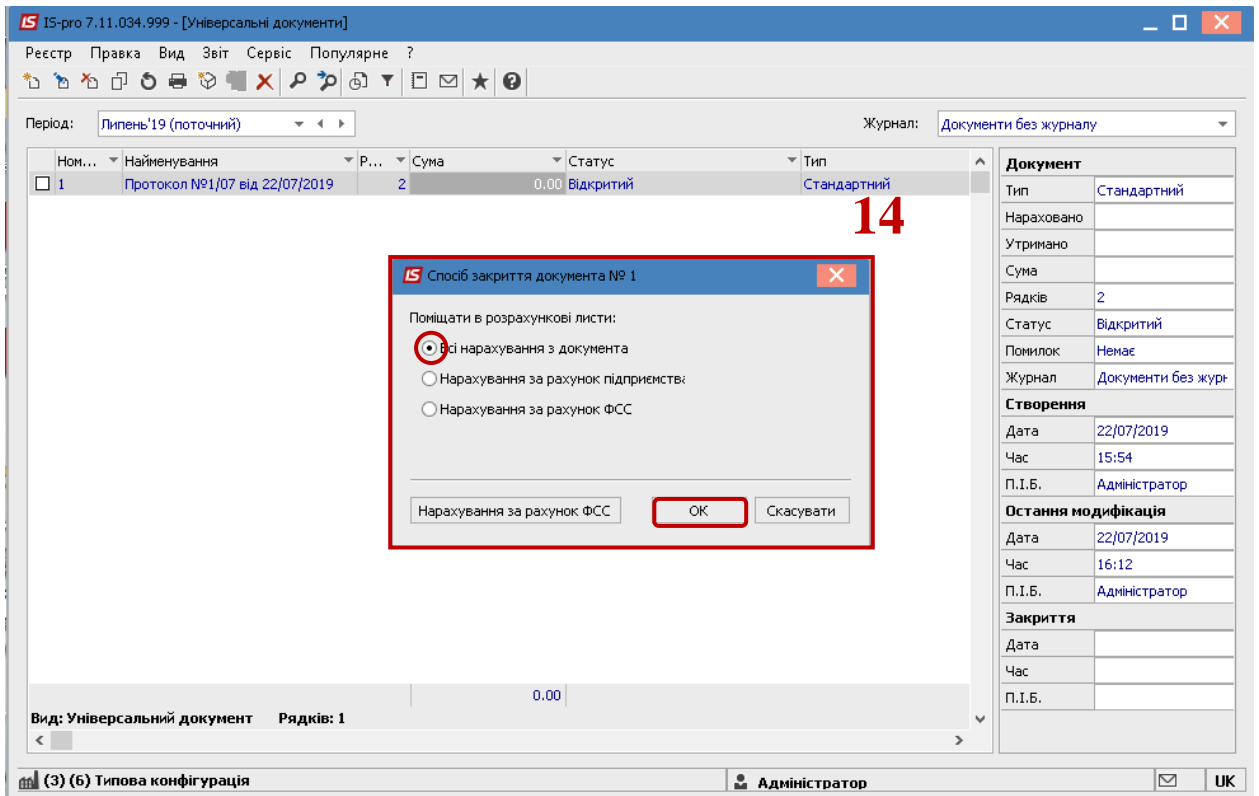 IS-pro 7.11.034.999 - [Універсальні документи]
Реєстр Правка Вид Звіт Сервіс Популярне ?
Період: Липень'19 (поточний) Журнал: Документи без журналу
Ном... Найменування Р... Сума Статус Тип
1 Протокол №1/07 від 22/07/2019 2 0.00 Відкритий Стандартний
14
Спосіб закриття документа № 1
Поміщати в розрахункові листи:
Всі нарахування з документа
Нарахування за рахунок підприємства
Нарахування за рахунок ФСС
Нарахування за рахунок ФСС ОК Скасувати
Документ
Тип Стандартний
Нараховано
Утримано
Сума
Рядків 2
Статус Відкритий
Помилок Немає
Журнал Документи без журн
Створення
Дата 22/07/2019
Час 15:54
П.І.Б. Адміністратор
Остання модифікація
Дата 22/07/2019
Час 16:12
П.І.Б. Адміністратор
Закриття
Дата
Час
П.І.Б.
0.00
Вид: Універсальний документ Рядків: 1
(3) (6) Типова конфігурація Адміністратор UK